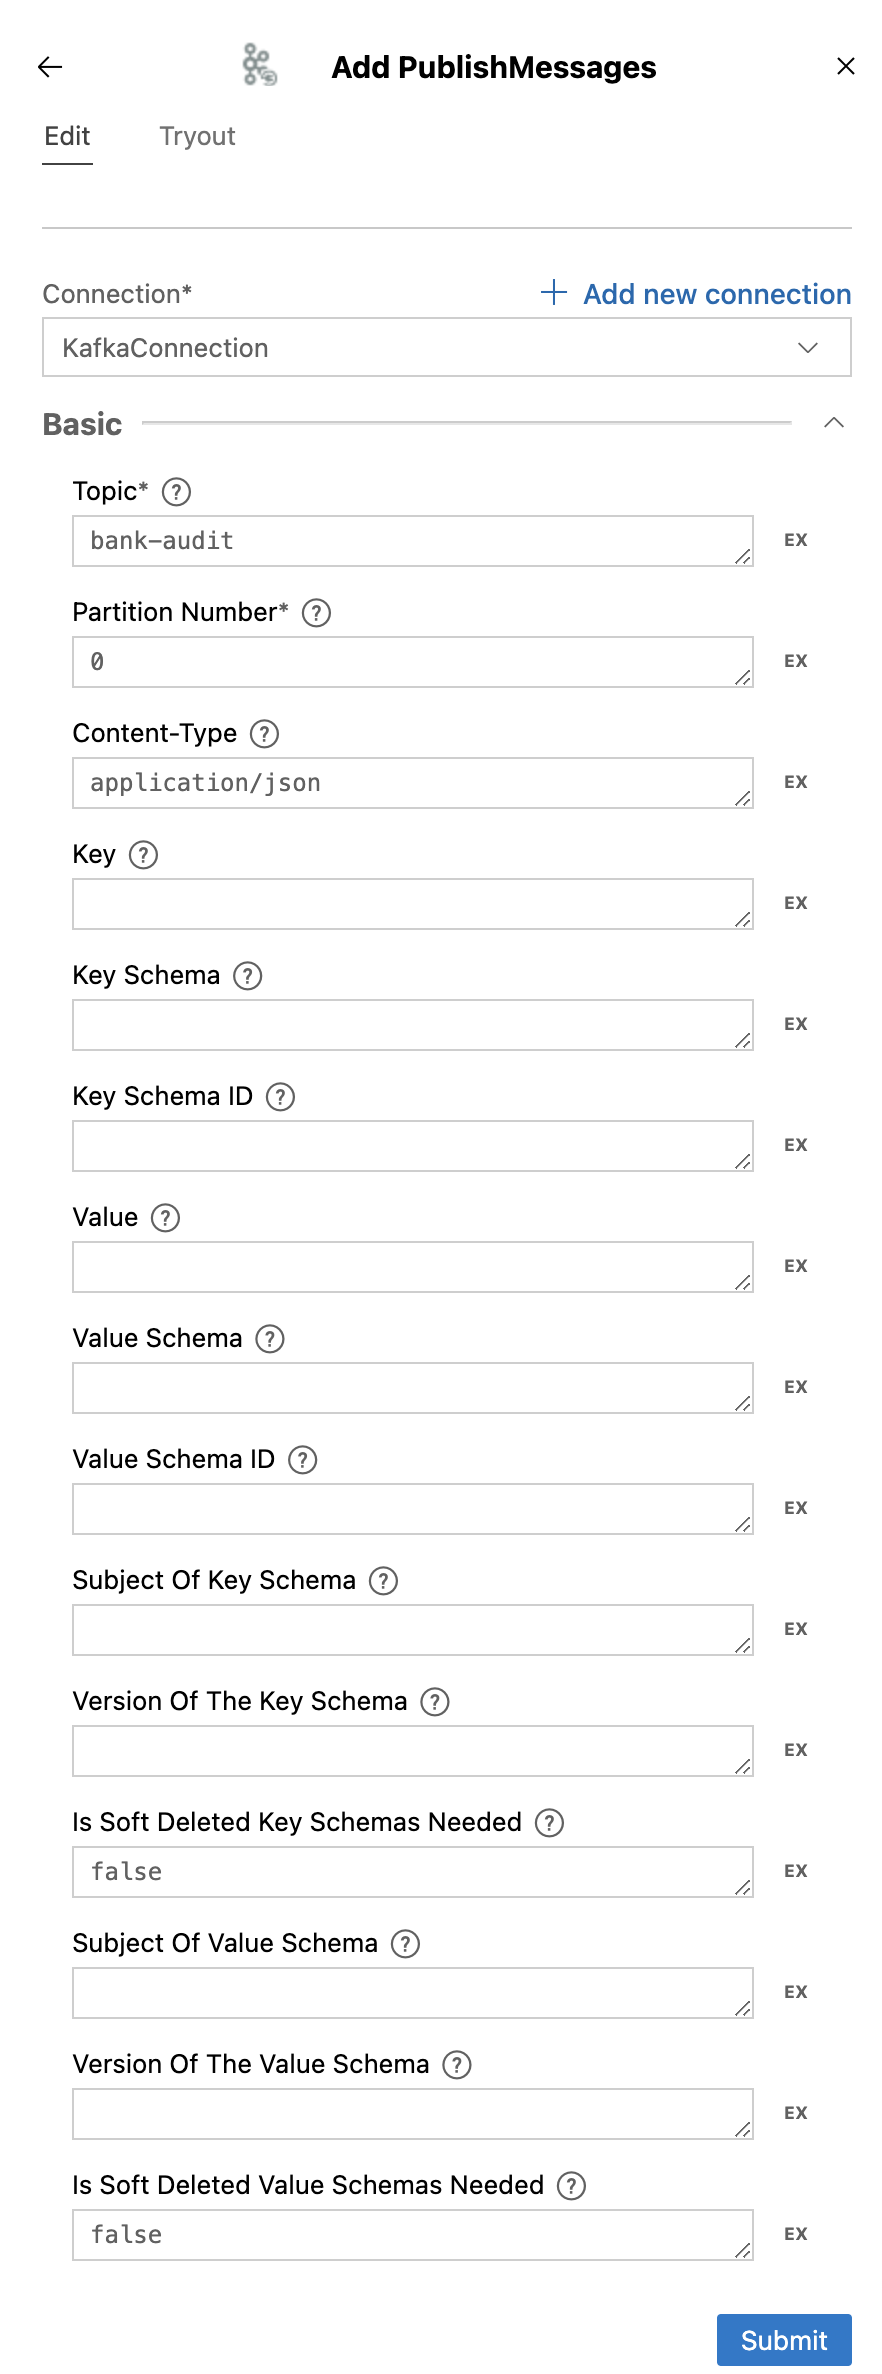 Add PublishMessages
Edit Tryout
Connection* + Add new connection
KafkaConnection
Basic
Topic* ?
bank-audit EX
Partition Number* ?
0 EX
Content-Type ?
application/json EX
Key ?
EX
Key Schema ?
EX
Key Schema ID ?
EX
Value ?
EX
Value Schema ?
EX
Value Schema ID ?
EX
Subject Of Key Schema ?
EX
Version Of The Key Schema ?
EX
Is Soft Deleted Key Schemas Needed ?
false EX
Subject Of Value Schema ?
EX
Version Of The Value Schema ?
EX
Is Soft Deleted Value Schemas Needed ?
false EX
Submit